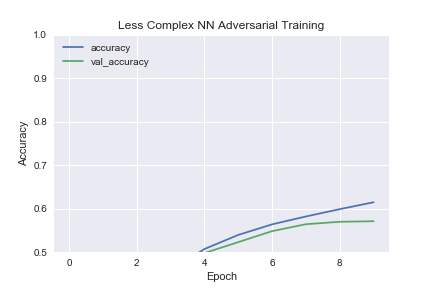 Less Complex NN Adversarial Training
accuracy
val_accuracy
1.0
0.9
0.8
0.7
0.6
0.5
Accuracy
0 2 4 6 8
Epoch